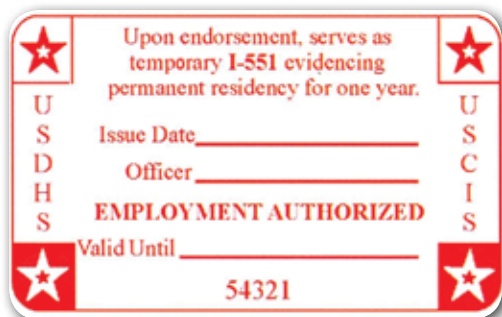 Upon endorsement, serves as
temporary I-551 evidencing
permanent residency for one year.
USDHS
USCIS
Issue Date
Officer
EMPLOYMENT AUTHORIZED
Valid Until
54321